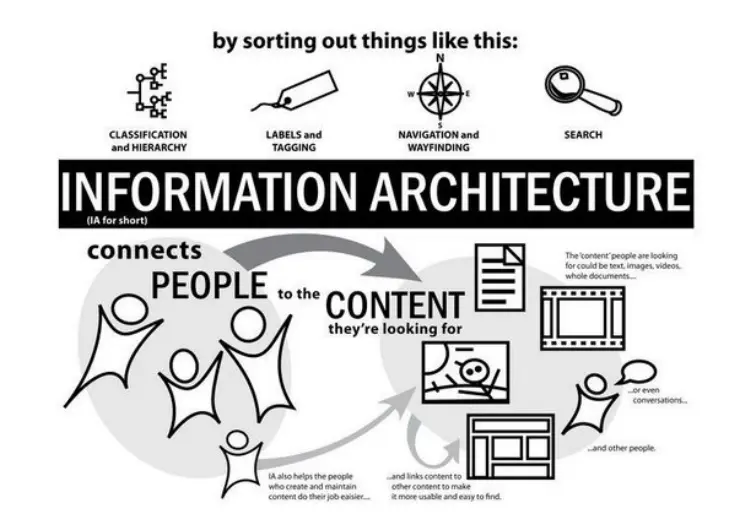 by sorting out things like this:
N
W E
S
CLASSIFICATION
and HIERARCHY
LABELS and
TAGGING
NAVIGATION and
WAYFINDING
SEARCH
INFORMATION ARCHITECTURE
(IA for short)
connects
PEOPLE to the CONTENT
they're looking for
The 'content' people are looking
for could be text, images, videos,
whole documents....
...or even
conversations...
...and other people.
IA also helps the people
who create and maintain
content do their job eaisier....
...and links content to
other content to make
it more usable and easy to find.